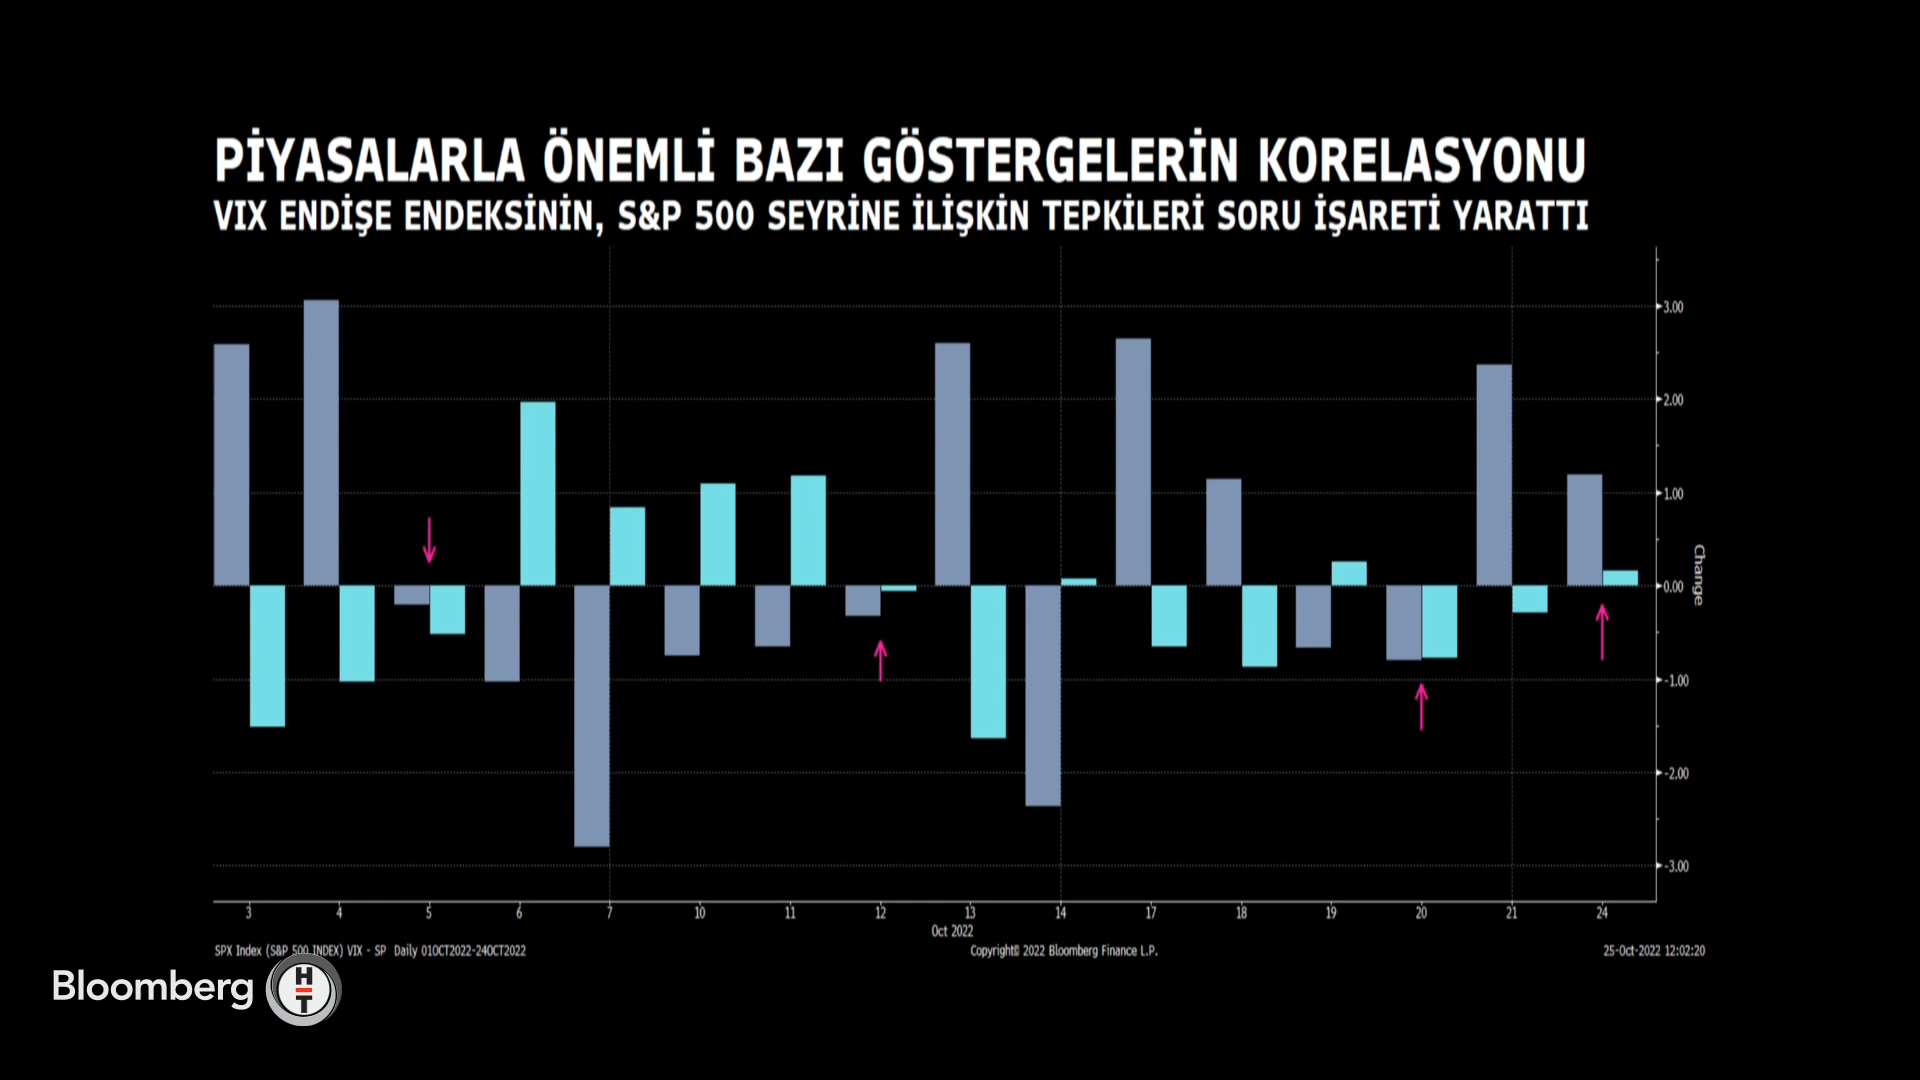 PİYASALARLA ÖNEMLİ BAZI GÖSTERGELERİN KORELASYONU
VIX ENDİŞE ENDEKSİNİN, S&P 500 SEYRİNE İLİŞKİN TEPKİLERİ SORU İŞARETİ YARATTI
3.00
2.00
1.00
0.00
-1.00
-2.00
-3.00
Change
3 4 5 6 7 10 11 12 13 14 17 18 19 20 21 24
Oct 2022
SPX Index (S&P 500 INDEX) VIX - SP Daily 01OCT2022-24OCT2022 Copyright© 2022 Bloomberg Finance L.P. 25-Oct-2022 12:02:20
Bloomberg HT